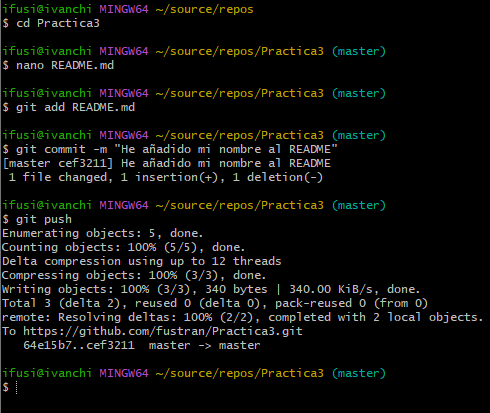 ifusi@ivanchi MINGW64 ~/source/repos
$ cd Practica3
ifusi@ivanchi MINGW64 ~/source/repos/Practica3 (master)
$ nano README.md
ifusi@ivanchi MINGW64 ~/source/repos/Practica3 (master)
$ git add README.md
ifusi@ivanchi MINGW64 ~/source/repos/Practica3 (master)
$ git commit -m "He añadido mi nombre al README"
[master cef3211] He añadido mi nombre al README
 1 file changed, 1 insertion(+), 1 deletion(-)
ifusi@ivanchi MINGW64 ~/source/repos/Practica3 (master)
$ git push
Enumerating objects: 5, done.
Counting objects: 100% (5/5), done.
Delta compression using up to 12 threads
Compressing objects: 100% (3/3), done.
Writing objects: 100% (3/3), 340 bytes | 340.00 KiB/s, done.
Total 3 (delta 2), reused 0 (delta 0), pack-reused 0 (from 0)
remote: Resolving deltas: 100% (2/2), completed with 2 local objects.
To https://github.com/fustran/Practica3.git
   64e15b7..cef3211  master -> master
ifusi@ivanchi MINGW64 ~/source/repos/Practica3 (master)
$